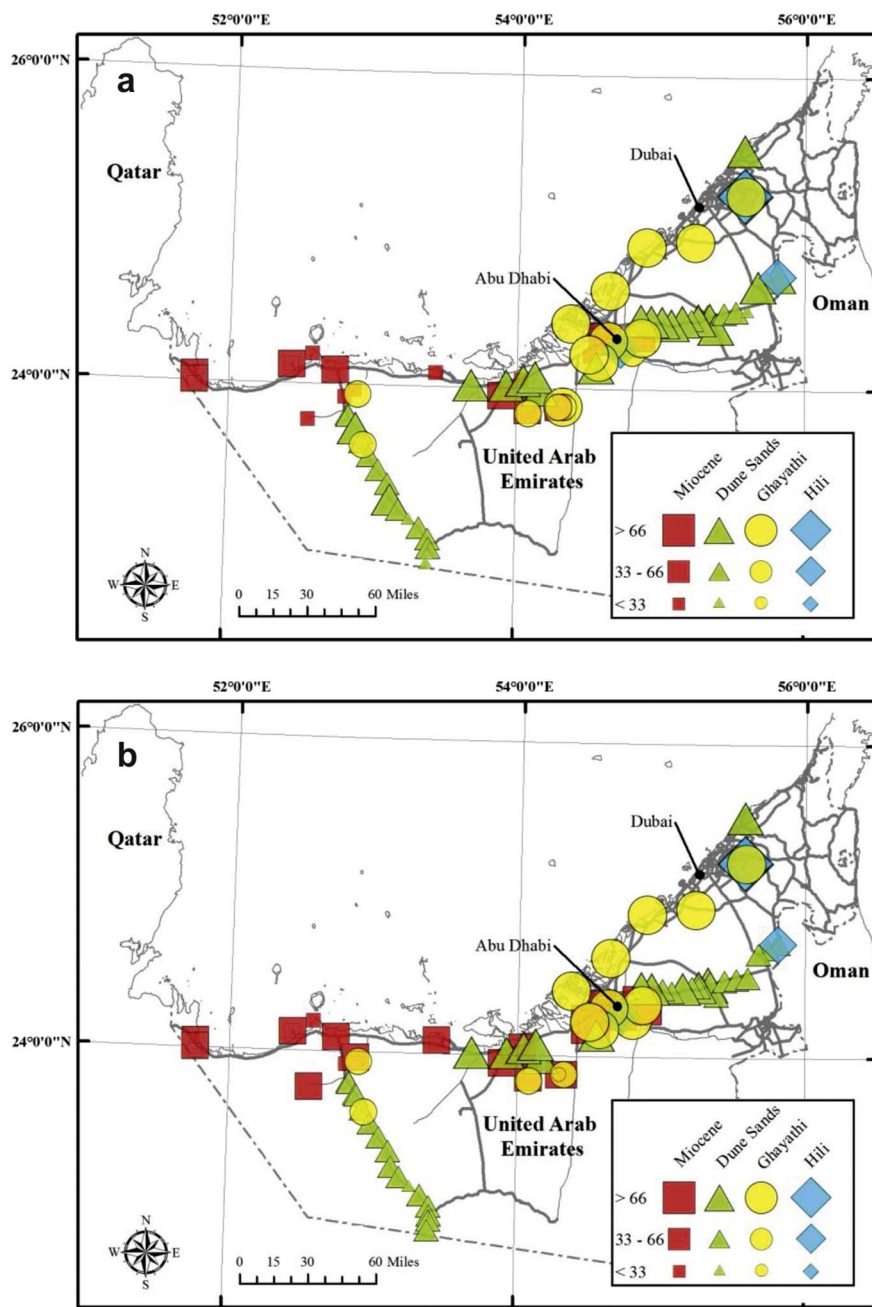 52°0'0"E
54°0'0"E
56°0'0"E
26°0'0"N
a
Qatar
Dubai
Abu Dhabi
Oman
24°0'0"N
United Arab
Emirates
Miocene
Dune Sands
Ghayathi
Hili
> 66
33 - 66
< 33
N
W E
S
0 15 30 60 Miles
52°0'0"E
54°0'0"E
56°0'0"E
26°0'0"N
b
Qatar
Dubai
Abu Dhabi
Oman
24°0'0"N
United Arab
Emirates
Miocene
Dune Sands
Ghayathi
Hili
> 66
33 - 66
< 33
N
W E
S
0 15 30 60 Miles